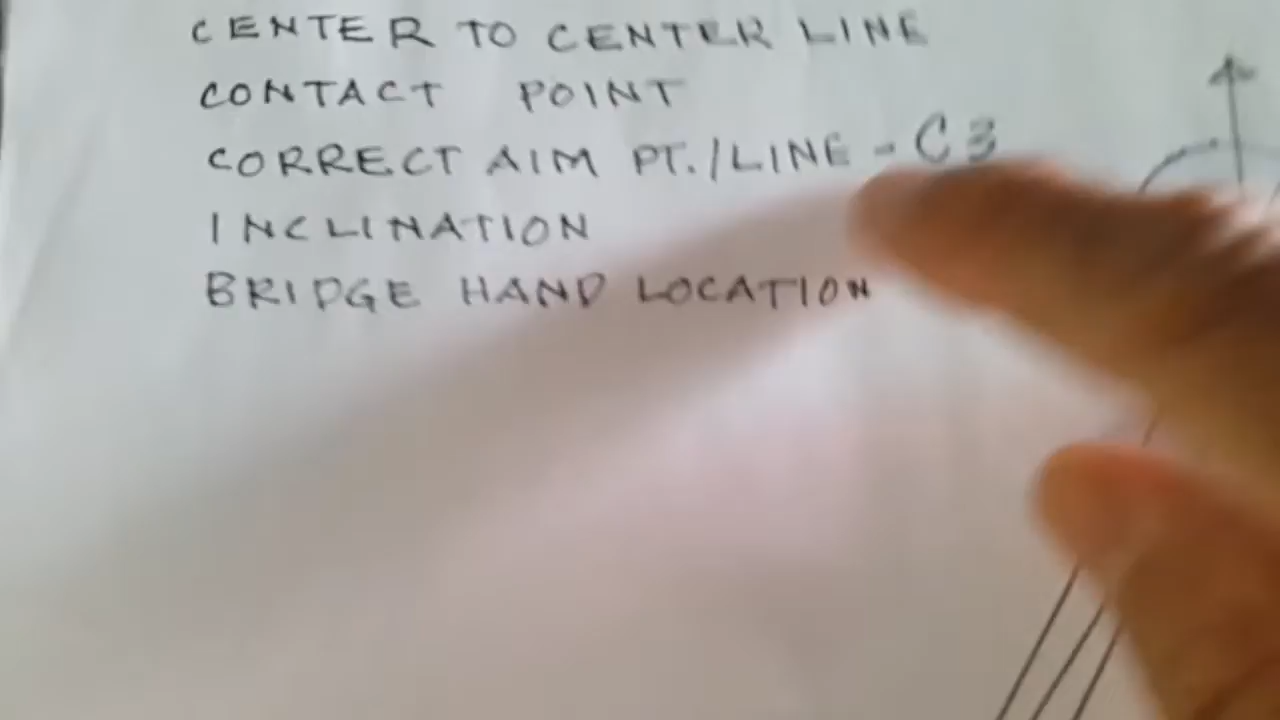 CENTER TO CENTER LINE
CONTACT POINT
CORRECT AIM PT./LINE - C3
INCLINATION
BRIDGE HAND LOCATION